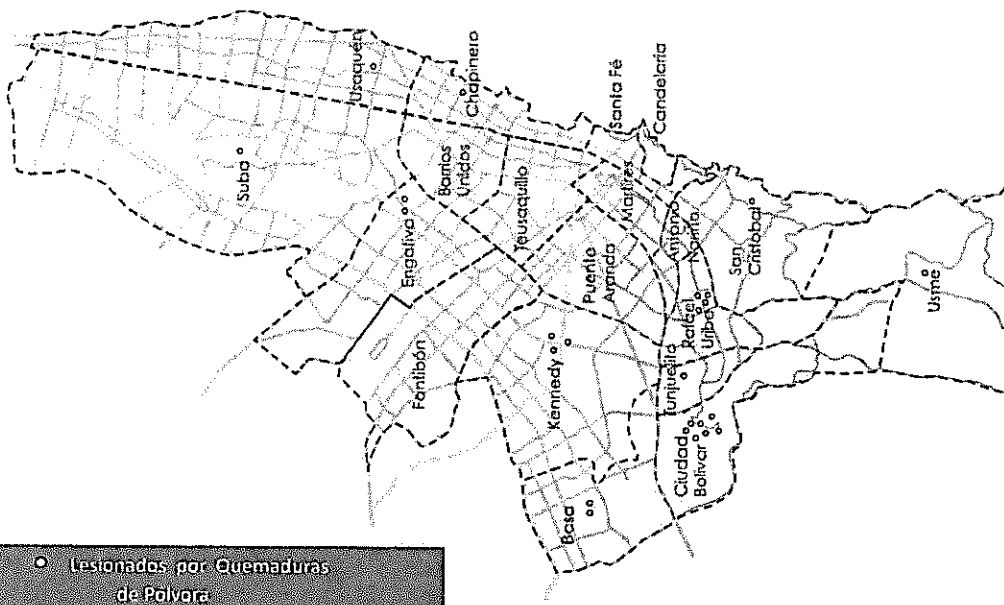 Usaquén
Chapinero
Suba
Barrios
Unidos
Engativa
Teusaquillo
Santa Fé
Candelaria
Martires
Fontibón
Puente
Aranda
Antonio
Nariño
San
Cristobal
Rafael
Uribe
Kennedy
Tunjuelito
Usme
Ciudad
Bolivar
Bosa
Lesionados por Quemaduras
de Polvora